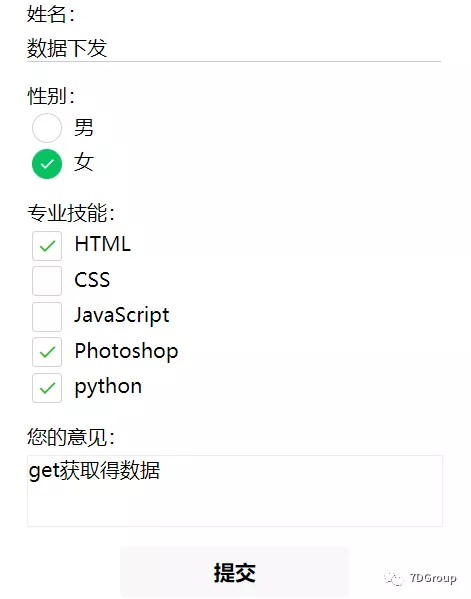 姓名：
数据下发
性别：
男
女
专业技能：
HTML
CSS
JavaScript
Photoshop
python
您的意见：
get获取得数据
提交
7DGroup